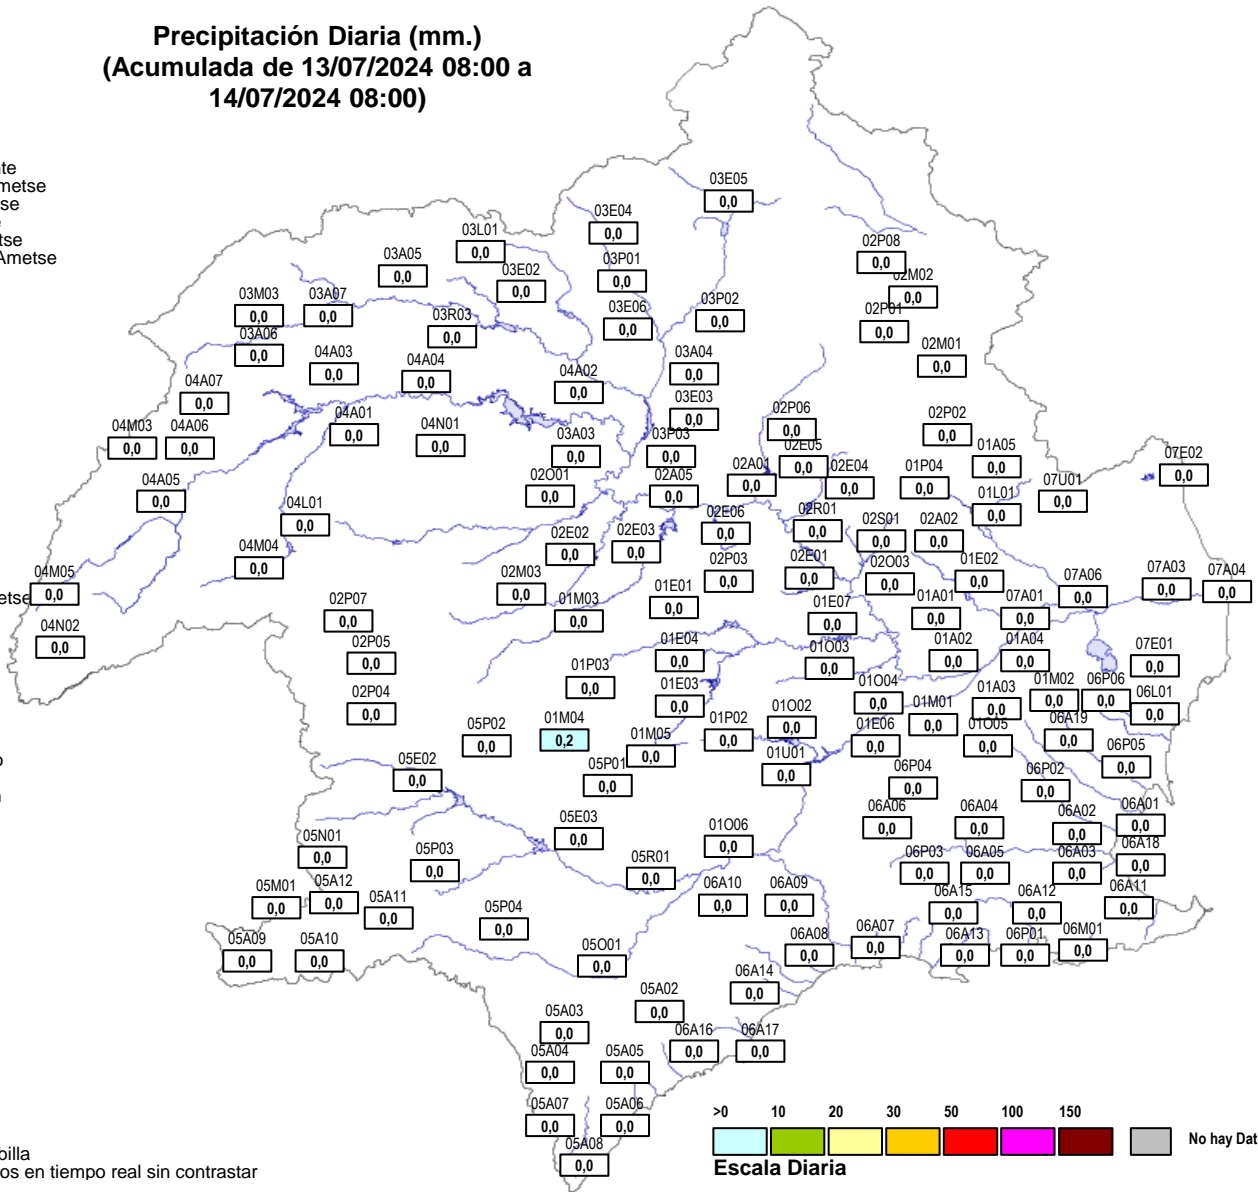 Precipitación Diaria (mm.)
(Acumulada de 13/07/2024 08:00 a
14/07/2024 08:00)
nte
metse
se
tse
Ametse
03E05
0,0
03E04
0,0
03L01
0,0
03A05
0,0
03E02
0,0
03P01
0,0
02P08
0,0
02M02
0,0
03M03
0,0
03A07
0,0
03R03
0,0
03E06
0,0
03P02
0,0
02P01
0,0
03A06
0,0
04A03
0,0
04A04
0,0
04A02
0,0
03A04
0,0
02M01
0,0
04A07
0,0
03E03
0,0
04M03
0,0
04A06
0,0
04A01
0,0
04N01
0,0
03A03
0,0
03P03
0,0
02P06
0,0
02P02
0,0
02E05
0,0
01A05
0,0
07E02
0,0
04A05
0,0
02O01
0,0
02A05
0,0
02A01
0,0
02E04
0,0
01P04
0,0
07U01
0,0
01L01
0,0
04L01
0,0
02E06
0,0
02R01
0,0
02S01
0,0
02A02
0,0
04M04
0,0
02E02
0,0
02E03
0,0
04M05
0,0
etse
02M03
0,0
02P03
0,0
02E01
0,0
02O03
0,0
01E02
0,0
07A06
0,0
07A03
0,0
07A04
0,0
02P07
0,0
01M03
0,0
01E01
0,0
01E07
0,0
01A01
0,0
07A01
0,0
04N02
0,0
02P05
0,0
01E04
0,0
01O03
0,0
01A02
0,0
01A04
0,0
07E01
0,0
01P03
0,0
02P04
0,0
01E03
0,0
01O04
0,0
01A03
0,0
01M02
0,0
06P06
0,0
06L01
0,0
05P02
0,0
01M04
0,2
01M05
0,0
01P02
0,0
01O02
0,0
01E06
0,0
01M01
0,0
01O05
0,0
06A19
0,0
05E02
0,0
05P01
0,0
01U01
0,0
06P04
0,0
06P02
0,0
06P05
0,0
05E03
0,0
01O06
0,0
06A06
0,0
06A04
0,0
06A02
0,0
06A01
0,0
05N01
0,0
05P03
0,0
05R01
0,0
06P03
0,0
06A05
0,0
06A03
0,0
06A18
0,0
05M01
0,0
05A12
0,0
05A11
0,0
06A10
0,0
06A09
0,0
06A15
0,0
06A12
0,0
06A11
0,0
05P04
0,0
05A09
0,0
05A10
0,0
05O01
0,0
06A08
0,0
06A07
0,0
06A13
0,0
06P01
0,0
06M01
0,0
06A14
0,0
05A02
0,0
05A03
0,0
06A16
0,0
06A17
0,0
05A04
0,0
05A05
0,0
05A07
0,0
05A06
0,0
05A08
0,0
>0 10 20 30 50 100 150
No hay Dat
Escala Diaria
billa
os en tiempo real sin contrastar